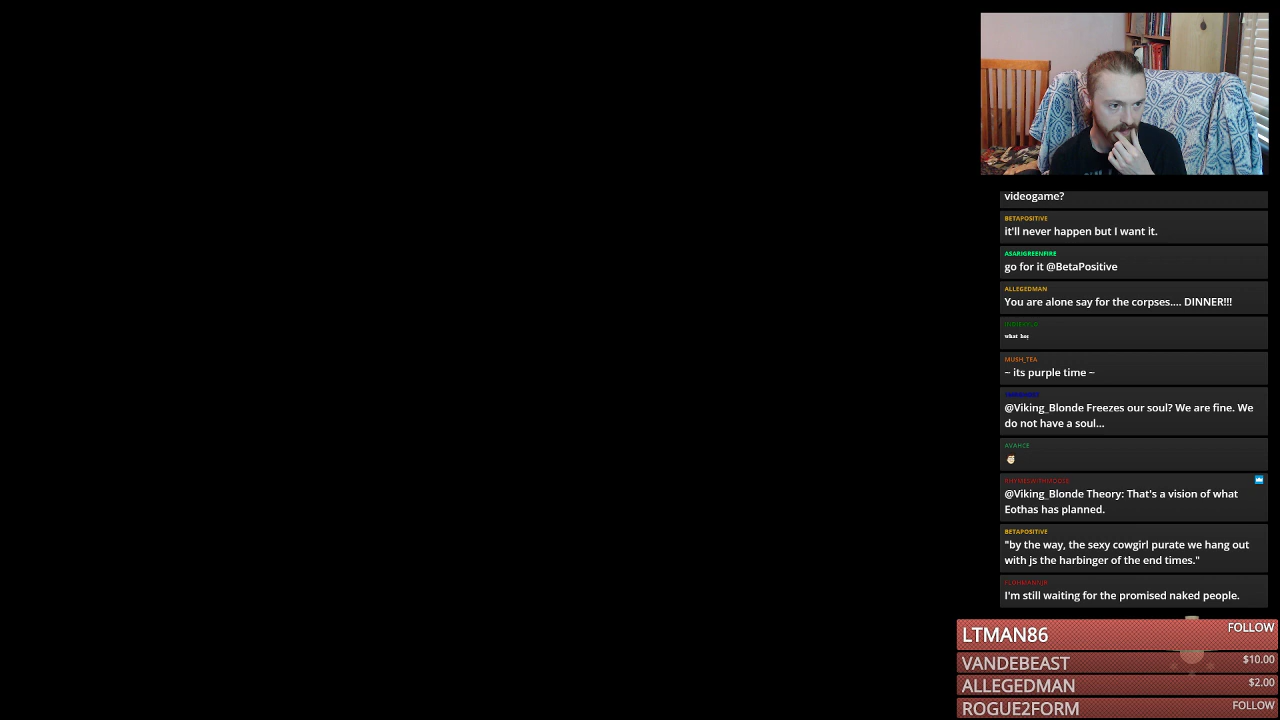 videogame?
BETAPOSITIVE
it'll never happen but I want it.
ASARIGREENFIRE
go for it @BetaPositive
ALLEGEDMAN
You are alone say for the corpses.... DINNER!!!
what
MUSH_TEA
~ its purple time ~
@Viking_Blonde Freezes our soul? We are fine. We
do not have a soul...
AVAHCE
@Viking_Blonde Theory: That's a vision of what
Eothas has planned.
BETAPOSITIVE
"by the way, the sexy cowgirl purate we hang out
with js the harbinger of the end times."
I'm still waiting for the promised naked people.
LTMAN86 FOLLOW
VANDEBEAST $10.00
ALLEGEDMAN $2.00
ROGUE2FORM FOLLOW